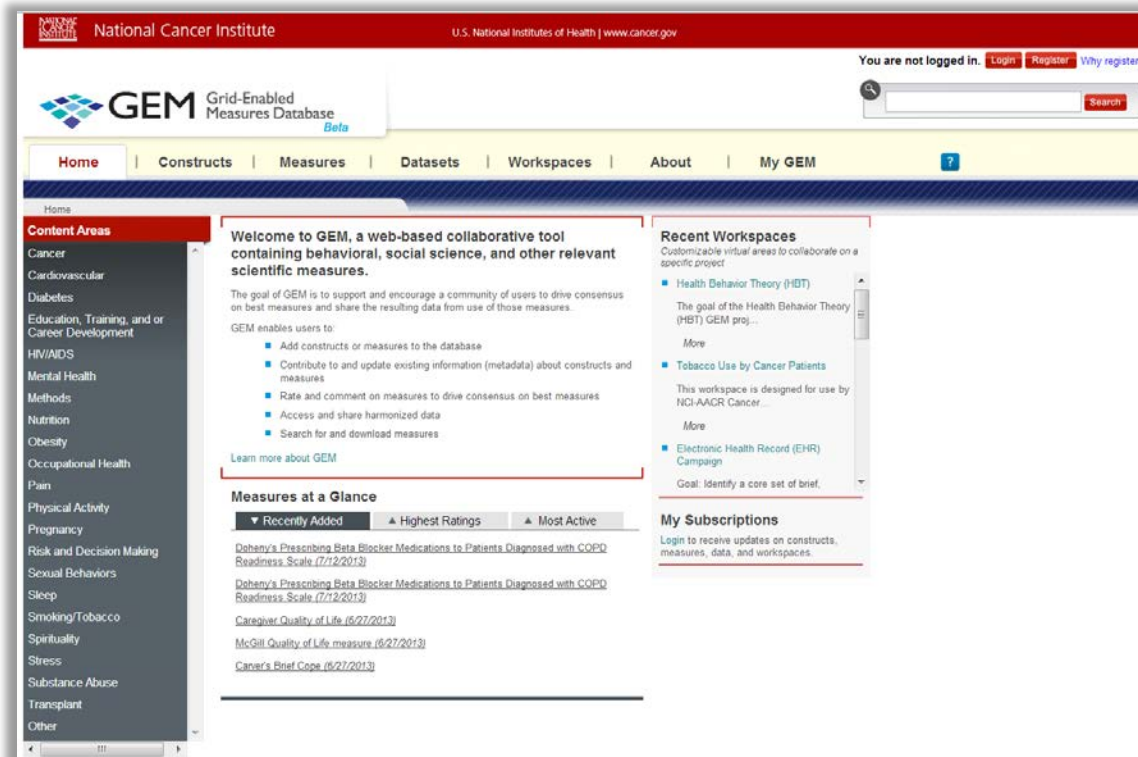 NATIONAL
CANCER
INSTITUTE
National Cancer Institute
U.S. National Institutes of Health | www.cancer.gov
You are not logged in. Login Register Why register
GEM Grid-Enabled
Measures Database
Beta
Search
Home | Constructs | Measures | Datasets | Workspaces | About | My GEM ?
Home
Content Areas
Cancer
Cardiovascular
Diabetes
Education, Training, and or
Career Development
HIV/AIDS
Mental Health
Methods
Nutrition
Obesity
Occupational Health
Pain
Physical Activity
Pregnancy
Risk and Decision Making
Sexual Behaviors
Sleep
Smoking/Tobacco
Spirituality
Stress
Substance Abuse
Transplant
Other
Welcome to GEM, a web-based collaborative tool
containing behavioral, social science, and other relevant
scientific measures.
The goal of GEM is to support and encourage a community of users to drive consensus
on best measures and share the resulting data from use of those measures.
GEM enables users to:
Add constructs or measures to the database
Contribute to and update existing information (metadata) about constructs and
measures
Rate and comment on measures to drive consensus on best measures
Access and share harmonized data
Search for and download measures
Learn more about GEM
Measures at a Glance
▼ Recently Added ▲ Highest Ratings ▲ Most Active
Doheny's Prescribing Beta Blocker Medications to Patients Diagnosed with COPD
Readiness Scale (7/12/2013)
Doheny's Prescribing Beta Blocker Medications to Patients Diagnosed with COPD
Readiness Scale (7/12/2013)
Caregiver Quality of Life (6/27/2013)
McGill Quality of Life measure (6/27/2013)
Carver's Brief Cope (6/27/2013)
Recent Workspaces
Customizable virtual areas to collaborate on a
specific project
Health Behavior Theory (HBT)
The goal of the Health Behavior Theory
(HBT) GEM proj...
More
Tobacco Use by Cancer Patients
This workspace is designed for use by
NCI-AACR Cancer...
More
Electronic Health Record (EHR)
Campaign
Goal: Identify a core set of brief,
My Subscriptions
Login to receive updates on constructs,
measures, data, and workspaces.